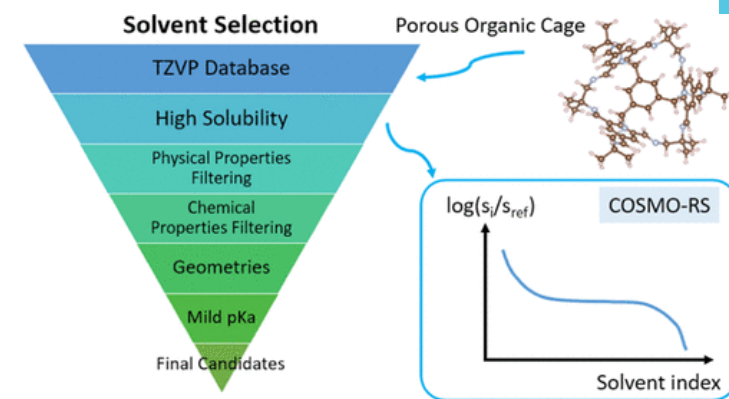 Solvent Selection
Porous Organic Cage
TZVP Database
High Solubility
Physical Properties
Filtering
Chemical
Properties Filtering
Geometries
Mild pKa
Final Candidates
log(sᵢ/s_ref)
COSMO-RS
Solvent index